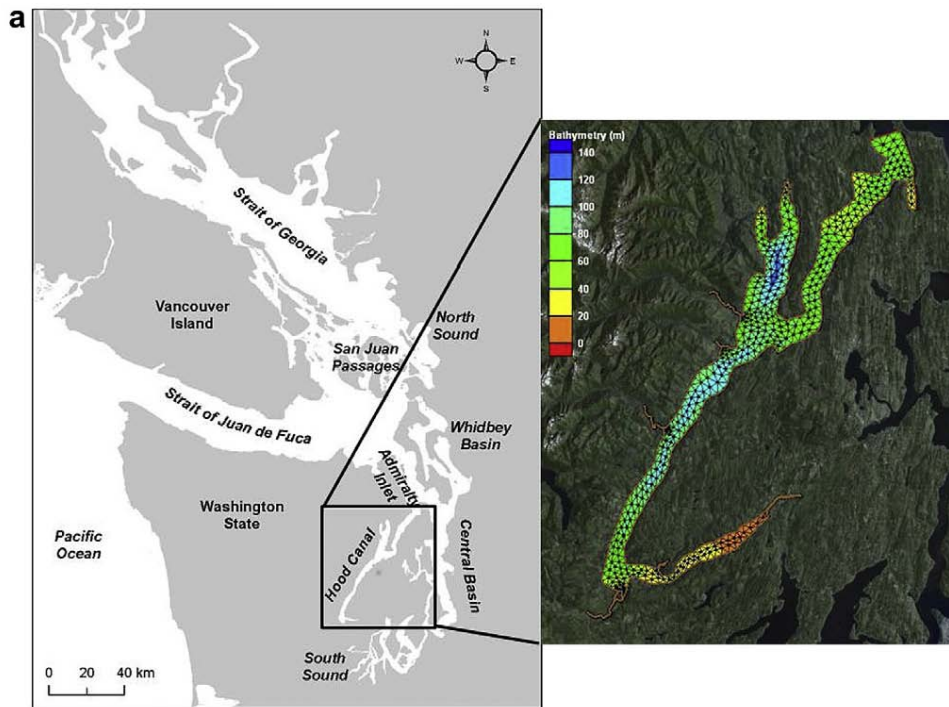 a
N
W
E
S
Strait of Georgia
Vancouver
Island
North
Sound
San Juan
Passages
Strait of Juan de Fuca
Whidbey
Basin
Admiralty
Inlet
Washington
State
Pacific
Ocean
Hood Canal
Central Basin
South
Sound
0 20 40 km
Bathymetry (m)
140
120
100
80
60
40
20
0